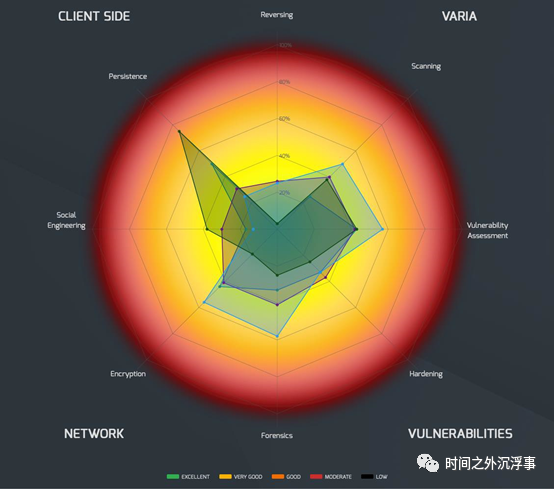 CLIENT SIDE
Reversing
VARIA
100%
Scanning
Persistence
80%
60%
40%
20%
Social
Engineering
Vulnerability
Assessment
Encryption
Hardening
NETWORK
Forensics
VULNERABILITIES
时间之外沉浮事
EXCELLENT VERY GOOD GOOD MODERATE LOW